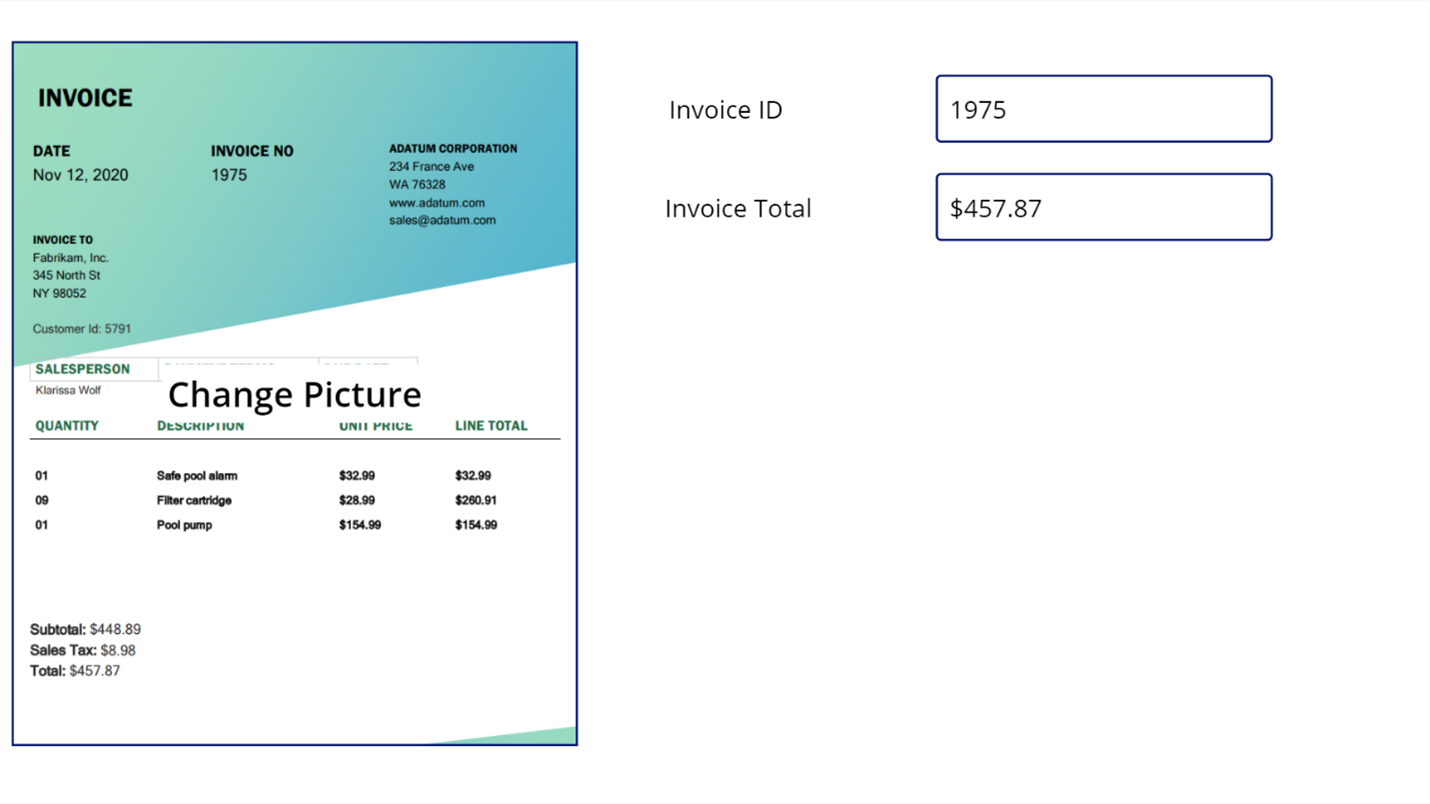 INVOICE
DATE
Nov 12, 2020
INVOICE NO
1975
ADATUM CORPORATION
234 France Ave
WA 76328
www.adatum.com
sales@adatum.com
INVOICE TO
Fabrikam, Inc.
345 North St
NY 98052
Customer Id: 5791
SALESPERSON
Klarissa Wolf
Change Picture
QUANTITY DESCRIPTION UNIT PRICE LINE TOTAL
01 Safe pool alarm $32.99 $32.99
09 Filter cartridge $28.99 $260.91
01 Pool pump $154.99 $154.99
Subtotal: $448.89
Sales Tax: $8.98
Total: $457.87
Invoice ID 1975
Invoice Total $457.87